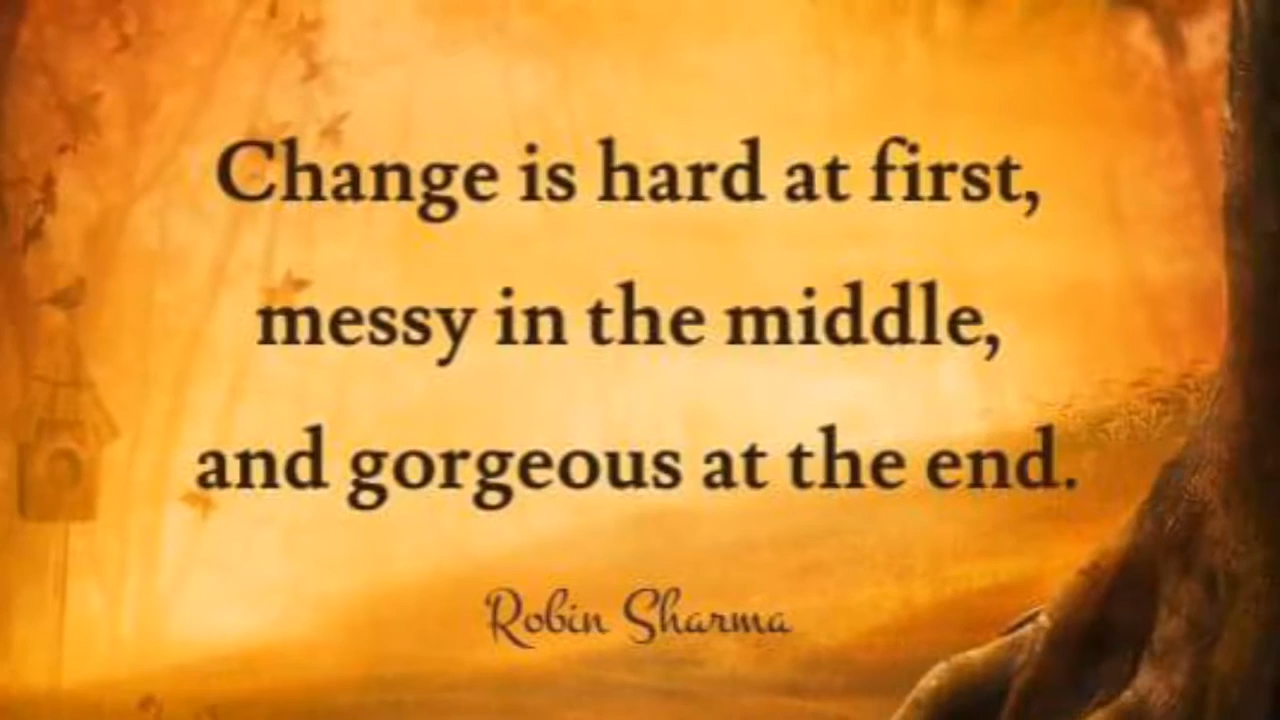 Change is hard at first,
messy in the middle,
and gorgeous at the end.
Robin Sharma